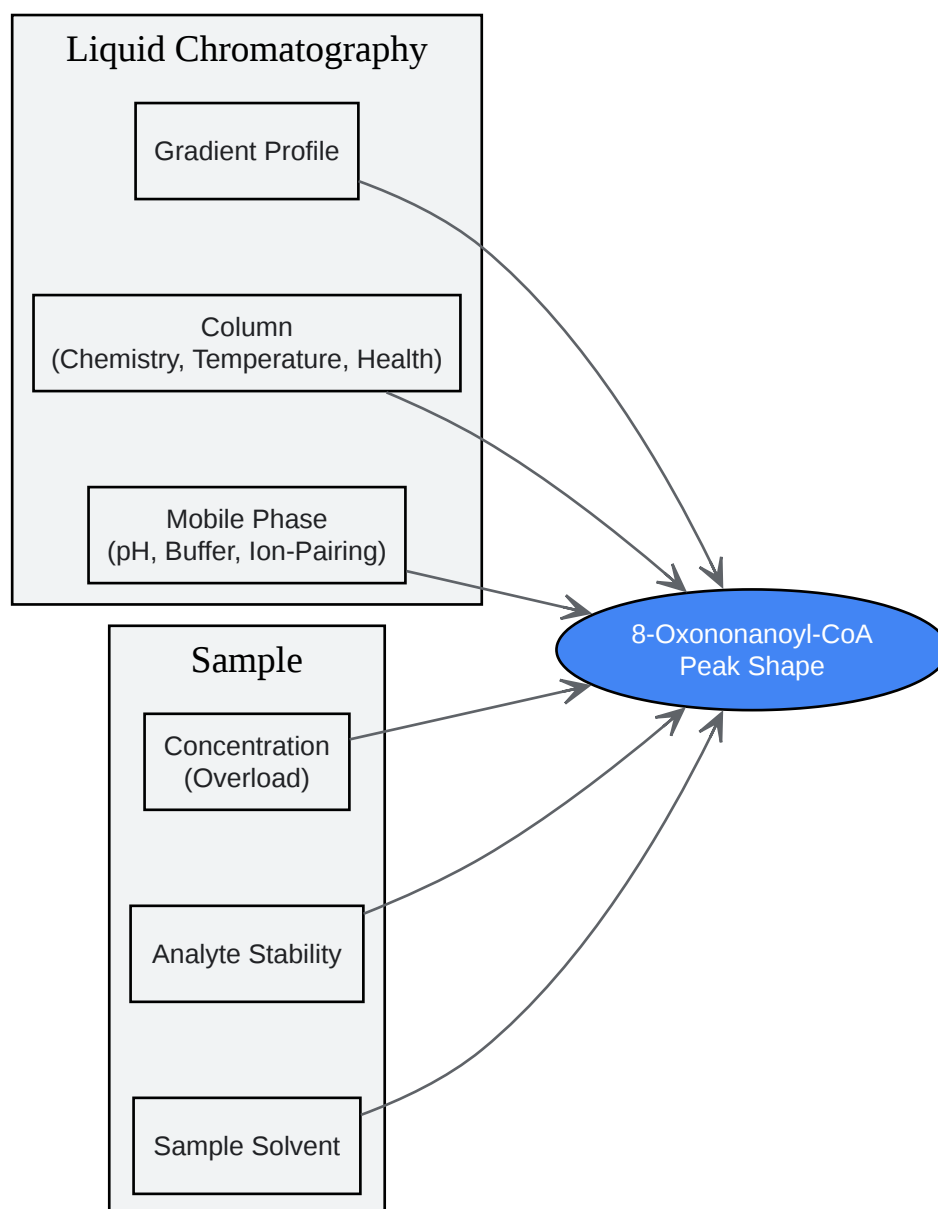 Liquid Chromatography
Gradient Profile
Column
(Chemistry, Temperature, Health)
Mobile Phase
(pH, Buffer, Ion-Pairing)
8-Oxononanoyl-CoA
Peak Shape
Sample
Concentration
(Overload)
Analyte Stability
Sample Solvent